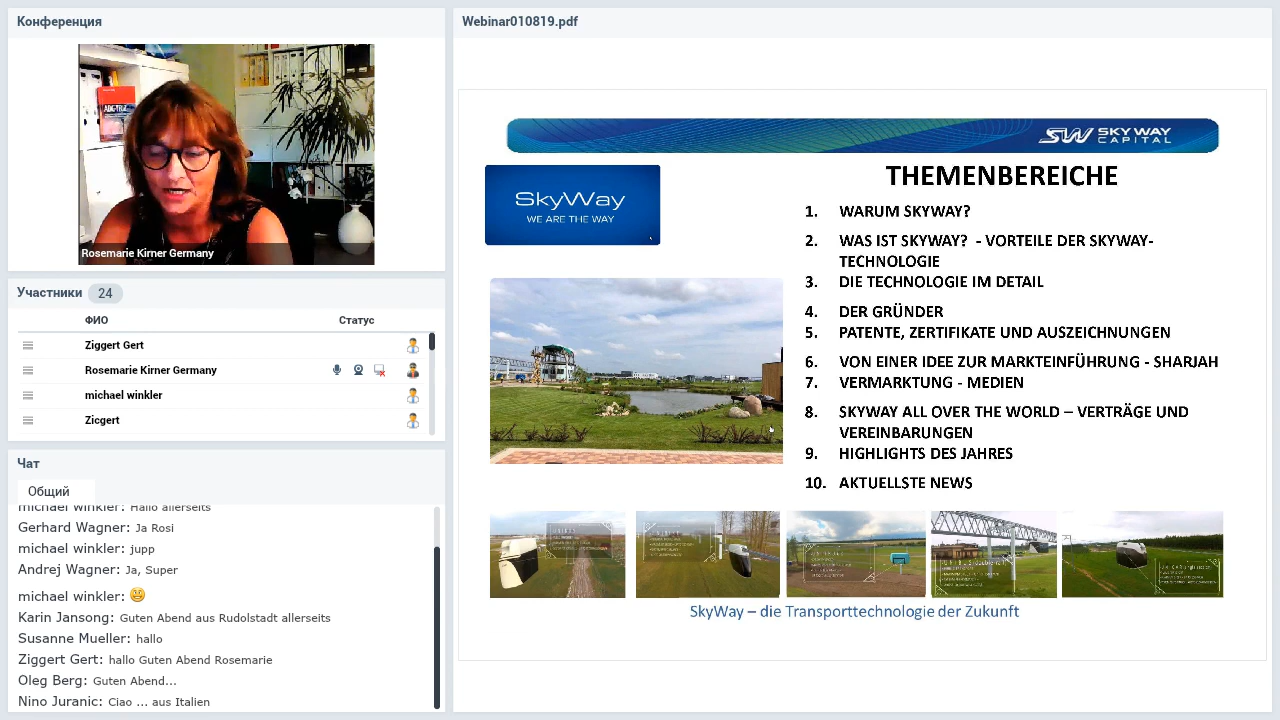 Конференция
Rosemarie Kirner Germany
Участники 24
ФИО Статус
Ziggert Gert
Rosemarie Kirner Germany
michael winkler
Zicgert
Чат
Общий
michael winkler: Hallo allerseits
Gerhard Wagner: Ja Rosi
michael winkler: jupp
Andrej Wagner: Ja, Super
michael winkler:
Karin Jansong: Guten Abend aus Rudolstadt allerseits
Susanne Mueller: hallo
Ziggert Gert: hallo Guten Abend Rosemarie
Oleg Berg: Guten Abend...
Nino Juranic: Ciao ... aus Italien
Webinar010819.pdf
SW SKY WAY
CAPITAL
SkyWay
WE ARE THE WAY
THEMENBEREICHE
1. WARUM SKYWAY?
2. WAS IST SKYWAY? - VORTEILE DER SKYWAY-
TECHNOLOGIE
3. DIE TECHNOLOGIE IM DETAIL
4. DER GRÜNDER
5. PATENTE, ZERTIFIKATE UND AUSZEICHNUNGEN
6. VON EINER IDEE ZUR MARKTEINFÜHRUNG - SHARJAH
7. VERMARKTUNG - MEDIEN
8. SKYWAY ALL OVER THE WORLD – VERTRÄGE UND
VEREINBARUNGEN
9. HIGHLIGHTS DES JAHRES
10. AKTUELLSTE NEWS
SkyWay – die Transporttechnologie der Zukunft